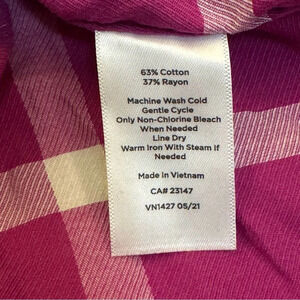 63% Cotton
37% Rayon
Machine Wash Cold
Gentle Cycle
Only Non-Chlorine Bleach
When Needed
Line Dry
Warm Iron With Steam if
Needed
Made in Vietnam
CA# 23147
VN1427 05/21